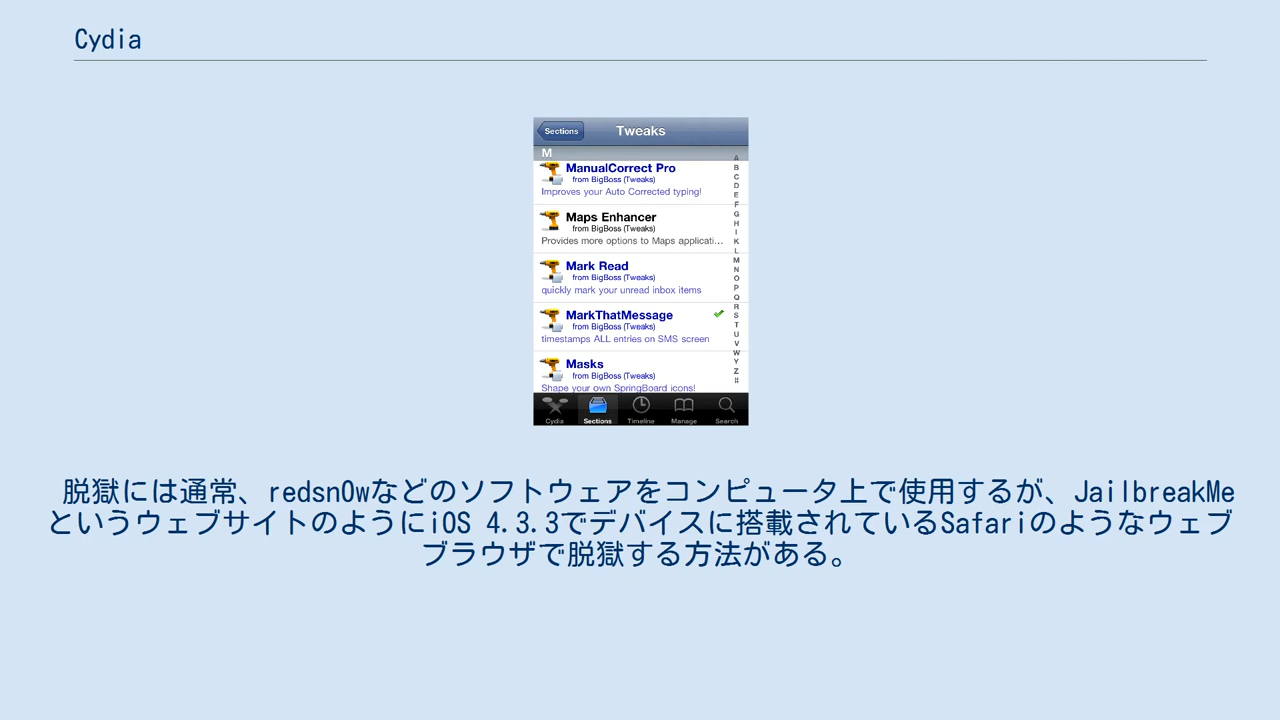 Cydia
Sections
Tweaks
M
ManualCorrect Pro
from BigBoss (Tweaks)
Improves your Auto Corrected typing!
Maps Enhancer
from BigBoss (Tweaks)
Provides more options to Maps applicati...
Mark Read
from BigBoss (Tweaks)
quickly mark your unread inbox items
MarkThatMessage
from BigBoss (Tweaks)
timestamps ALL entries on SMS screen
Masks
from BigBoss (Tweaks)
Shape your own SpringBoard icons!
A
B
C
D
E
F
G
H
I
K
L
M
N
O
P
Q
R
S
T
U
V
W
Y
Z
#
Cydia Sections Timeline Manage Search
脱獄には通常、redsn0wなどのソフトウェアをコンピュータ上で使用するが、JailbreakMe
というウェブサイトのようにiOS 4.3.3でデバイスに搭載されているSafariのようなウェブ
ブラウザで脱獄する方法がある。